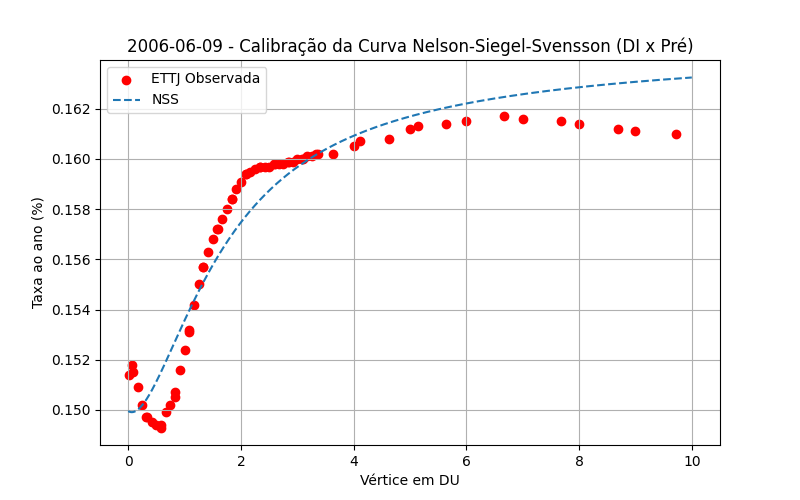 2006-06-09 - Calibração da Curva Nelson-Siegel-Svensson (DI x Pré)
ETTJ Observada
NSS
Taxa ao ano (%)
0.162
0.160
0.158
0.156
0.154
0.152
0.150
0 2 4 6 8 10
Vértice em DU